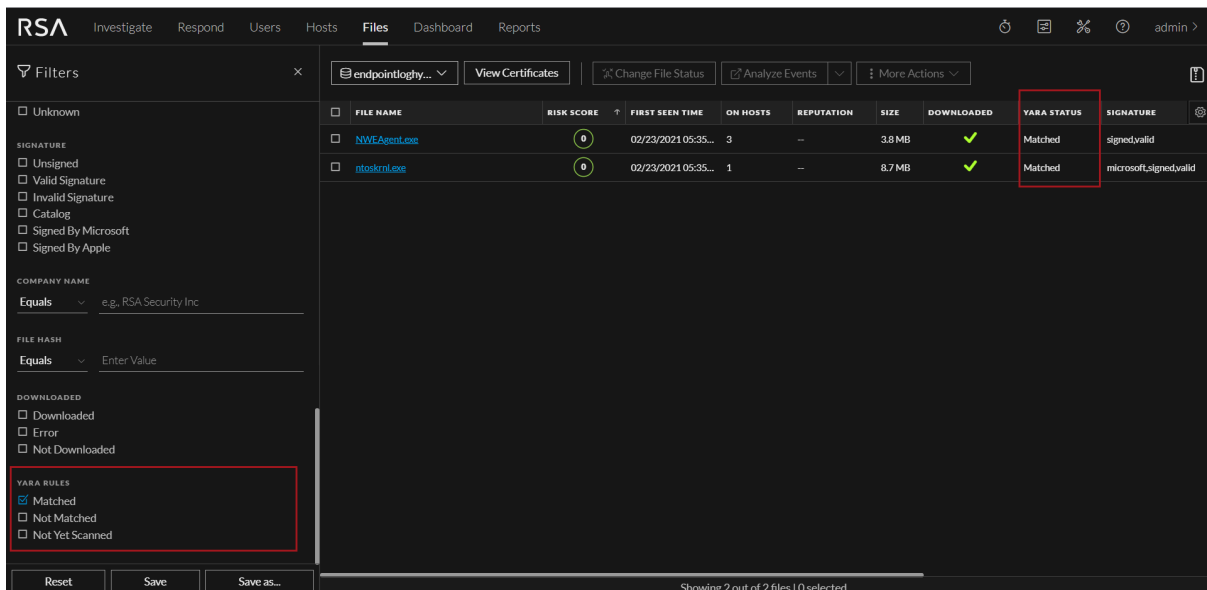 RSA Investigate Respond Users Hosts Files Dashboard Reports admin >
Filters ×
endpointloghy... View Certificates Change File Status Analyze Events More Actions
Unknown
SIGNATURE
Unsigned
Valid Signature
Invalid Signature
Catalog
Signed By Microsoft
Signed By Apple
COMPANY NAME
Equals e.g., RSA Security Inc
FILE HASH
Equals Enter Value
DOWNLOADED
Downloaded
Error
Not Downloaded
YARA RULES
Matched
Not Matched
Not Yet Scanned
Reset Save Save as...
FILE NAME RISK SCORE ↑ FIRST SEEN TIME ON HOSTS REPUTATION SIZE DOWNLOADED YARA STATUS SIGNATURE
NWEAgent.exe 0 02/23/2021 05:35... 3 -- 3.8 MB Matched signed,valid
ntoskrnl.exe 0 02/23/2021 05:35... 1 -- 8.7 MB Matched microsoft,signed,valid
Showing 2 out of 2 files | 0 selected